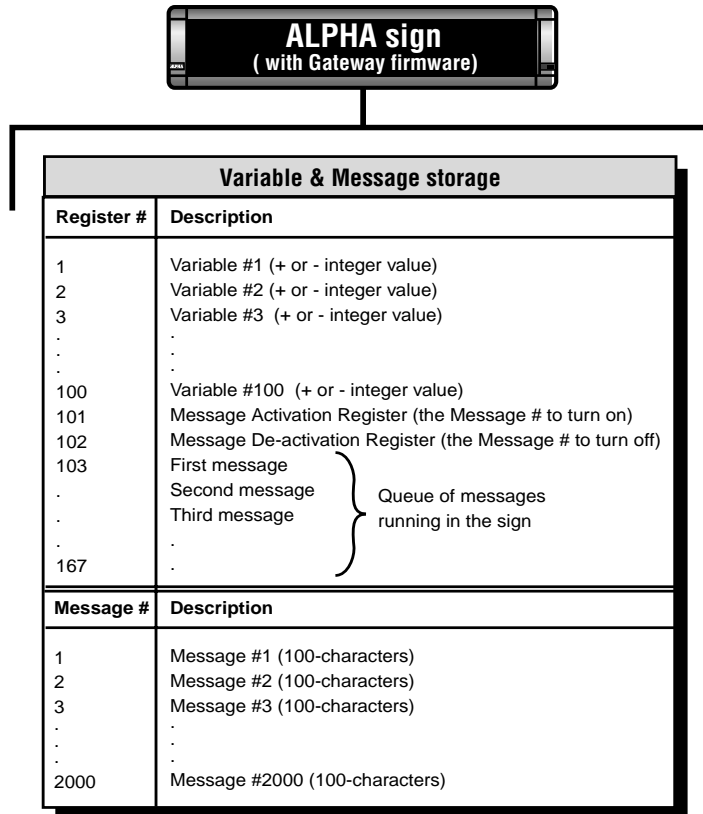 ALPHA sign
( with Gateway firmware)
ALPHA
Variable & Message storage
Register # Description
1 Variable #1 (+ or - integer value)
2 Variable #2 (+ or - integer value)
3 Variable #3 (+ or - integer value)
. .
. .
. .
100 Variable #100 (+ or - integer value)
101 Message Activation Register (the Message # to turn on)
102 Message De-activation Register (the Message # to turn off)
103 First message
. Second message
. Third message
Queue of messages
running in the sign
. .
167 .
Message # Description
1 Message #1 (100-characters)
2 Message #2 (100-characters)
3 Message #3 (100-characters)
. .
. .
. .
2000 Message #2000 (100-characters)